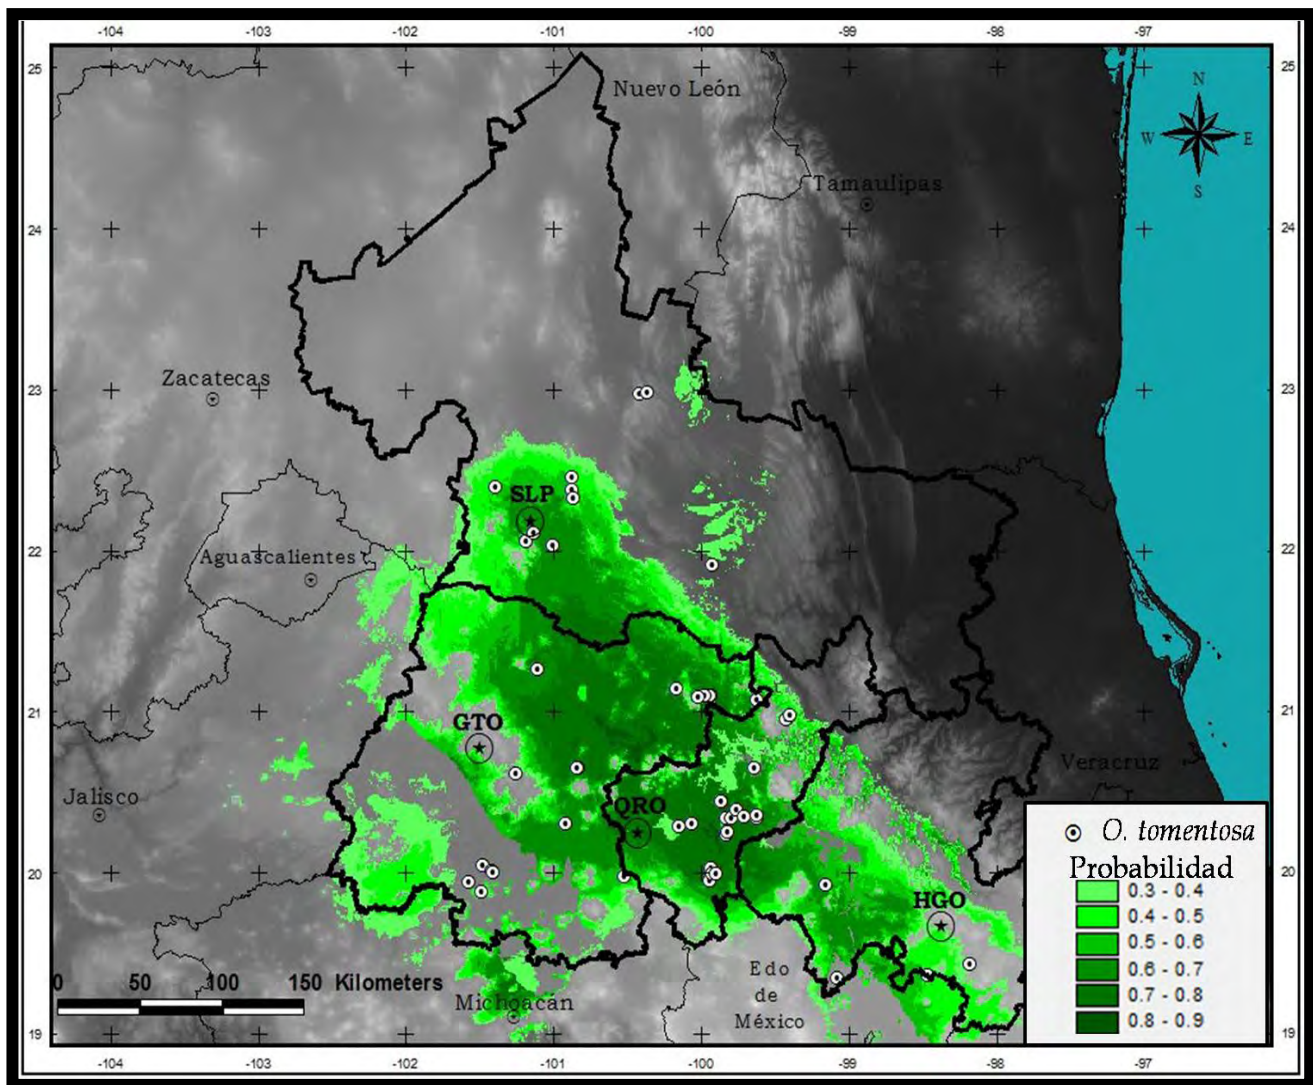 -104 -103 -102 -101 -100 -99 -98 -97
25 25
Nuevo León
N
W E
S
Tamaulipas
24 24
Zacatecas
23 23
SLP
22 22
Aguascalientes
21 21
GTO
Veracruz
Jalisco
QRO
O. tomentosa
Probabilidad
0.3 - 0.4
0.4 - 0.5
0.5 - 0.6
0.6 - 0.7
0.7 - 0.8
0.8 - 0.9
20 20
HGO
0 50 100 150 Kilometers
Michoacán
Edo
de
México
19 19
-104 -103 -102 -101 -100 -99 -98 -97